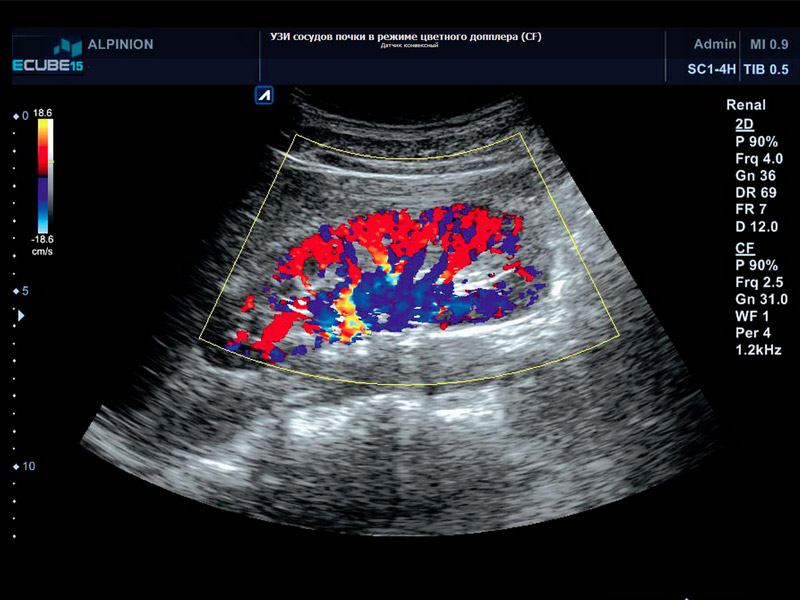 ALPINION
ECUBE15
УЗИ сосудов почки в режиме цветного допплера (CF)
Датчик конвексный
Admin MI 0.9
SC1-4H TIB 0.5
Renal
2D
P 90%
Frq 4.0
Gn 36
DR 69
FR 7
D 12.0
CF
P 90%
Frq 2.5
Gn 31.0
WF 1
Per 4
1.2kHz
0
18.6
-18.6
cm/s
5
10